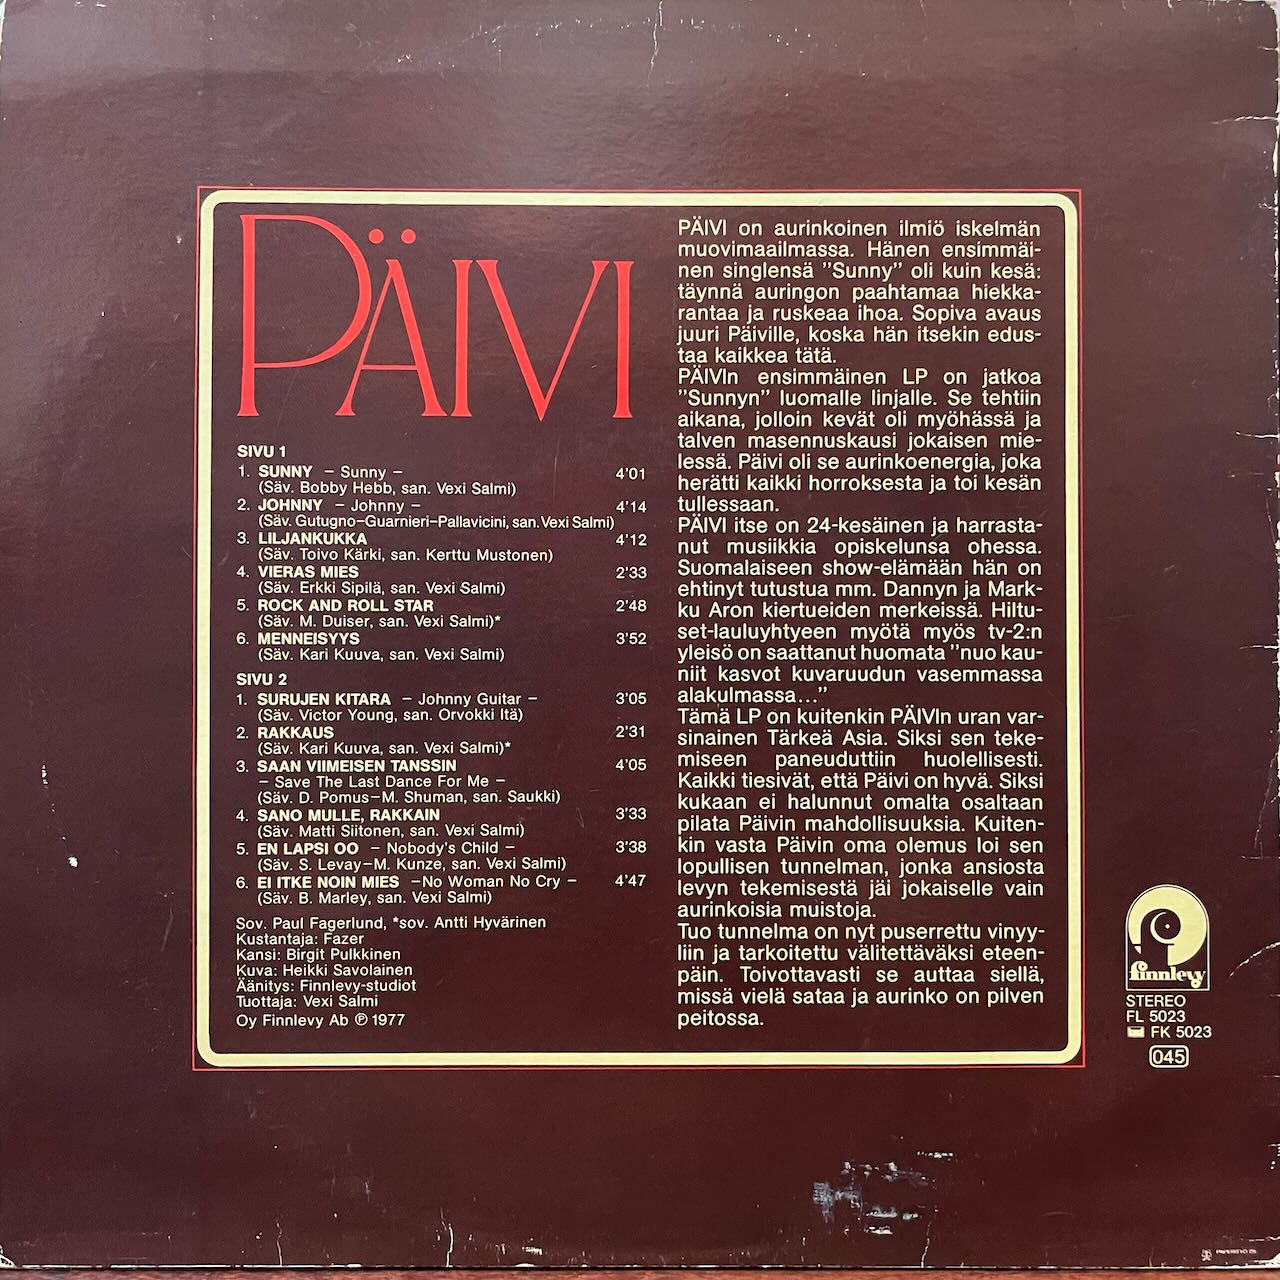 PÄIVI
SIVU 1
1. SUNNY – Sunny – 4'01
(Säv. Bobby Hebb, san. Vexi Salmi)
2. JOHNNY – Johnny – 4'14
(Säv. Gutugno–Guarnieri–Pallavicini, san. Vexi Salmi)
3. LILJANKUKKA 4'12
(Säv. Toivo Kärki, san. Kerttu Mustonen)
4. VIERAS MIES 2'33
(Säv. Erkki Sipilä, san. Vexi Salmi)
5. ROCK AND ROLL STAR 2'48
(Säv. M. Duiser, san. Vexi Salmi)*
6. MENNEISYYS 3'52
(Säv. Kari Kuuva, san. Vexi Salmi)
SIVU 2
1. SURUJEN KITARA – Johnny Guitar – 3'05
(Säv. Victor Young, san. Orvokki Itä)
2. RAKKAUS 2'31
(Säv. Kari Kuuva, san. Vexi Salmi)*
3. SAAN VIIMEISEN TANSSIN 4'05
– Save The Last Dance For Me –
(Säv. D. Pomus–M. Shuman, san. Saukki)
4. SANO MULLE, RAKKAIN 3'33
(Säv. Matti Siitonen, san. Vexi Salmi)
5. EN LAPSI OO – Nobody's Child – 3'38
(Säv. S. Levay–M. Kunze, san. Vexi Salmi)
6. EI ITKE NOIN MIES –No Woman No Cry – 4'47
(Säv. B. Marley, san. Vexi Salmi)
Sov. Paul Fagerlund, *sov. Antti Hyvärinen
Kustantaja: Fazer
Kansi: Birgit Pulkkinen
Kuva: Heikki Savolainen
Äänitys: Finnlevy-studiot
Tuottaja: Vexi Salmi
Oy Finnlevy Ab ℗ 1977
PÄIVI on aurinkoinen ilmiö iskelmän
muovimaailmassa. Hänen ensimmäi-
nen singlensä ”Sunny” oli kuin kesä:
täynnä auringon paahtamaa hiekka-
rantaa ja ruskeaa ihoa. Sopiva avaus
juuri Päiville, koska hän itsekin edus-
taa kaikkea tätä.
PÄIVIn ensimmäinen LP on jatkoa
”Sunnyn” luomalle linjalle. Se tehtiin
aikana, jolloin kevät oli myöhässä ja
talven masennuskausi jokaisen mie-
lessä. Päivi oli se aurinkoenergia, joka
herätti kaikki horroksesta ja toi kesän
tullessaan.
PÄIVI itse on 24-kesäinen ja harrasta-
nut musiikkia opiskelunsa ohessa.
Suomalaiseen show-elämään hän on
ehtinyt tutustua mm. Dannyn ja Mark-
ku Aron kiertueiden merkeissä. Hiltu-
set-lauluyhtyeen myötä myös tv-2:n
yleisö on saattanut huomata ”nuo kau-
niit kasvot kuvaruudun vasemmassa
alakulmassa...”
Tämä LP on kuitenkin PÄIVIn uran var-
sinainen Tärkeä Asia. Siksi sen teke-
miseen paneuduttiin huolellisesti.
Kaikki tiesivät, että Päivi on hyvä. Siksi
kukaan ei halunnut omalta osaltaan
pilata Päivin mahdollisuuksia. Kuiten-
kin vasta Päivin oma olemus loi sen
lopullisen tunnelman, jonka ansiosta
levyn tekemisestä jäi jokaiselle vain
aurinkoisia muistoja.
Tuo tunnelma on nyt puserrettu vinyy-
liin ja tarkoitettu välitettäväksi eteen-
päin. Toivottavasti se auttaa siellä,
missä vielä sataa ja aurinko on pilven
peitossa.
finnlevy
STEREO
FL 5023
FK 5023
045